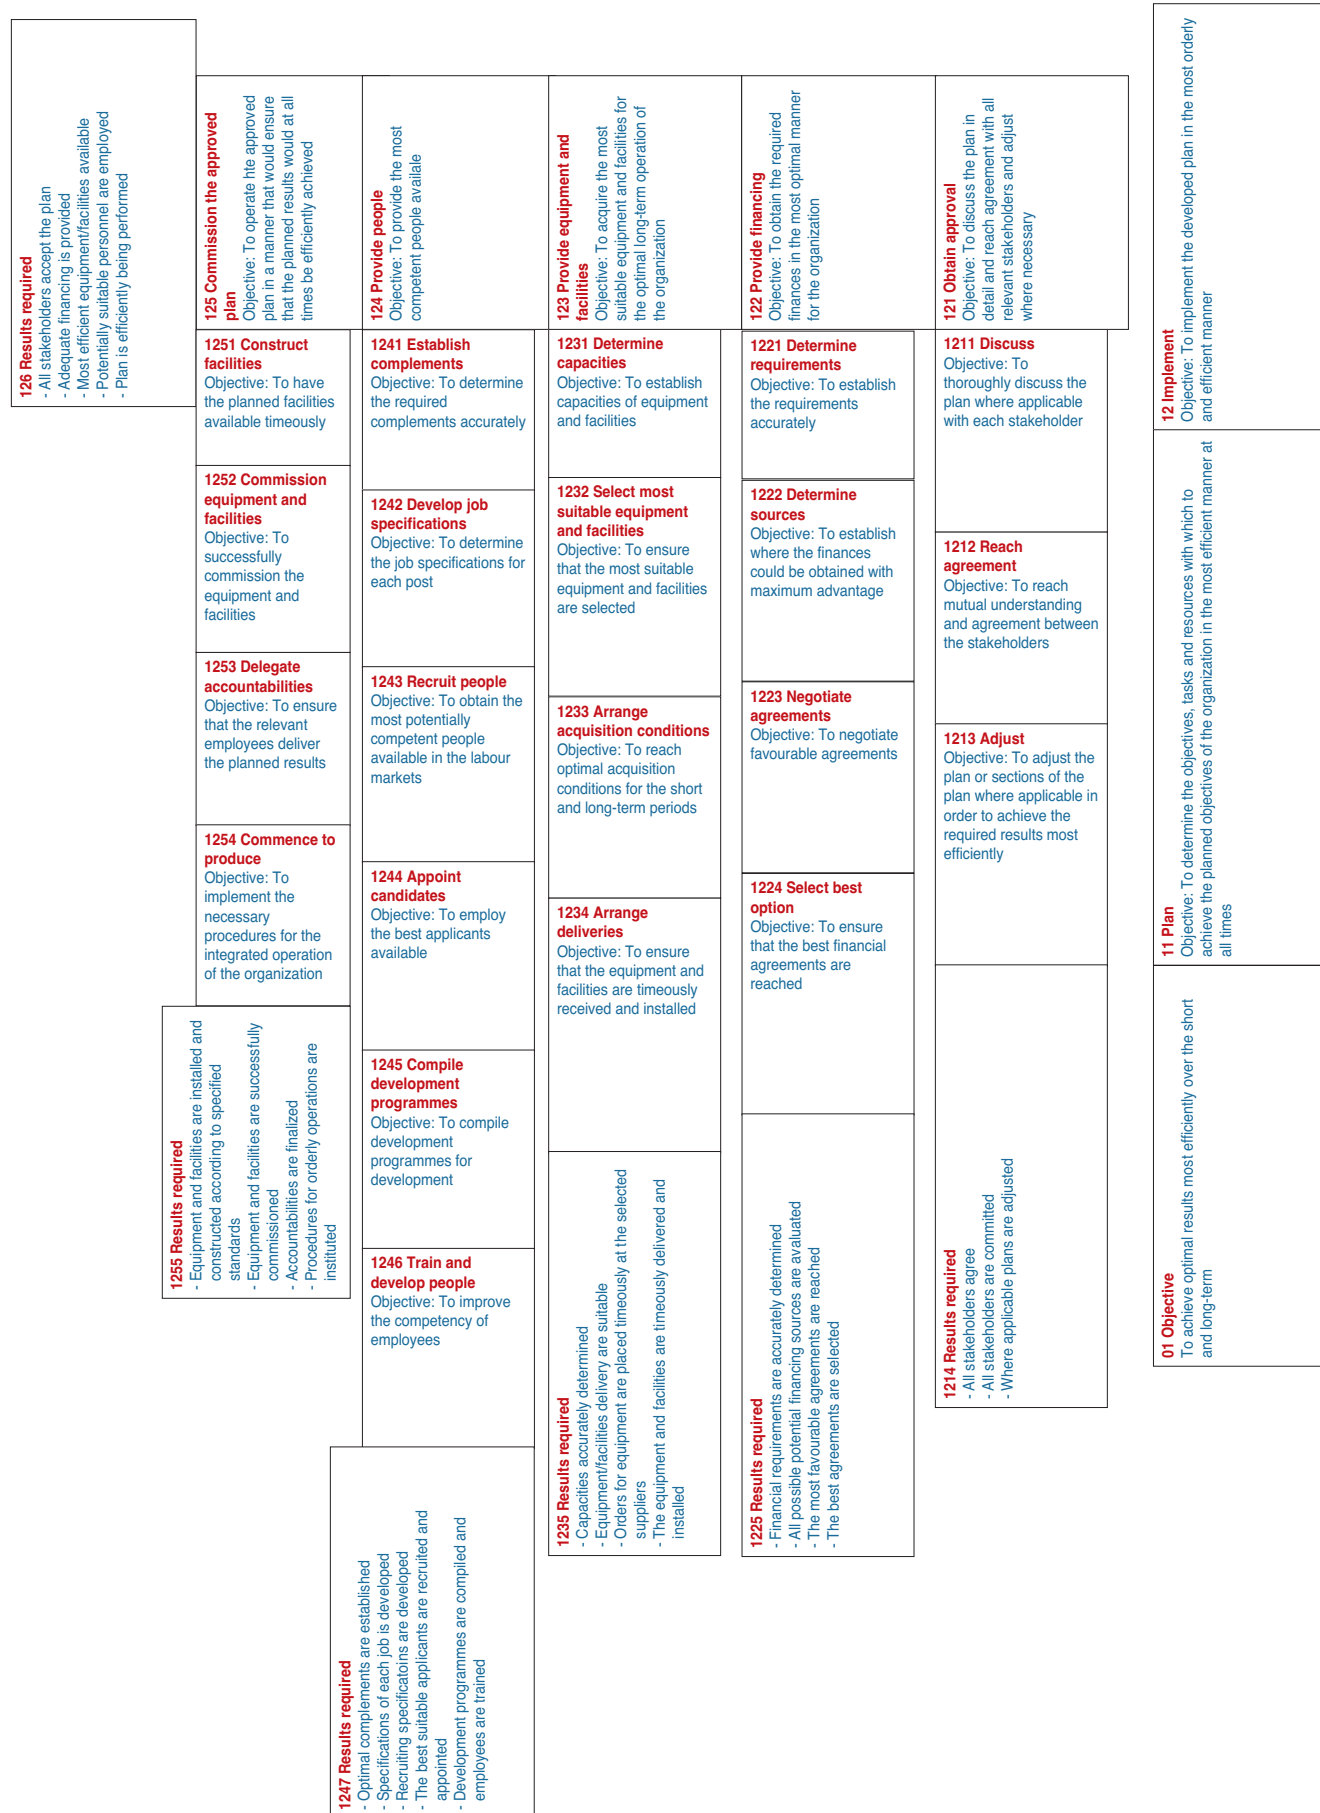 126 Results required
- All stakeholders accept the plan
- Adequate financing is provided
- Most efficient equipment/facilities available
- Potentially suitable personnel are employed
- Plan is efficiently being performed
125 Commission the approved
plan
Objective: To operate hte approved
plan in a manner that would ensure
that the planned results would at all
times be efficiently achieved
1251 Construct
facilities
Objective: To have
the planned facilities
available timeously
1252 Commission
equipment and
facilities
Objective: To
successfully
commission the
equipment and
facilities
1253 Delegate
accountabilities
Objective: To ensure
that the relevant
employees deliver
the planned results
1254 Commence to
produce
Objective: To
implement the
necessary
procedures for the
integrated operation
of the organization
1255 Results required
- Equipment and facilities are installed and
constructed according to specified
standards
- Equipment and facilities are successfully
commissioned
- Accountabilities are finalized
- Procedures for orderly operations are
instituted
124 Provide people
Objective: To provide the most
competent people availale
1241 Establish
complements
Objective: To determine
the required
complements accurately
1242 Develop job
specifications
Objective: To determine
the job specifications for
each post
1243 Recruit people
Objective: To obtain the
most potentially
competent people
available in the labour
markets
1244 Appoint
candidates
Objective: To employ
the best applicants
available
1245 Compile
development
programmes
Objective: To compile
development
programmes for
development
1246 Train and
develop people
Objective: To improve
the competency of
employees
1247 Results required
- Optimal complements are established
- Specifications of each job is developed
- Recruiting specificatoins are developed
- The best suitable applicants are recruited and
appointed
- Development programmes are compiled and
employees are trained
123 Provide equipment and
facilities
Objective: To acquire the most
suitable equipment and facilities for
the optimal long-term operation of
the organization
1231 Determine
capacities
Objective: To establish
capacities of equipment
and facilities
1232 Select most
suitable equipment
and facilities
Objective: To ensure
that the most suitable
equipment and facilities
are selected
1233 Arrange
acquisition conditions
Objective: To reach
optimal acquisition
conditions for the short
and long-term periods
1234 Arrange
deliveries
Objective: To ensure
that the equipment and
facilities are timeously
received and installed
1235 Results required
- Capacities accurately determined
- Equipment/facilities delivery are suitable
- Orders for equipment are placed timeously at the selected
suppliers
- The equipment and facilities are timeously delivered and
installed
122 Provide financing
Objective: To obtain the required
finances in the most optimal manner
for the organization
1221 Determine
requirements
Objective: To establish
the requirements
accurately
1222 Determine
sources
Objective: To establish
where the finances
could be obtained with
maximum advantage
1223 Negotiate
agreements
Objective: To negotiate
favourable agreements
1224 Select best
option
Objective: To ensure
that the best financial
agreements are
reached
1225 Results required
- Financial requirements are accurately determined
- All possible potential financing sources are evaluated
- The most favourable agreements are reached
- The best agreements are selected
121 Obtain approval
Objective: To discuss the plan in
detail and reach agreement with all
relevant stakeholders and adjust
where necessary
1211 Discuss
Objective: To
thoroughly discuss the
plan where applicable
with each stakeholder
1212 Reach
agreement
Objective: To reach
mutual understanding
and agreement between
the stakeholders
1213 Adjust
Objective: To adjust the
plan or sections of the
plan where applicable in
order to achieve the
required results most
efficiently
1214 Results required
- All stakeholders agree
- All stakeholders are committed
- Where applicable plans are adjusted
12 Implement
Objective: To implement the developed plan in the most orderly
and efficient manner
11 Plan
Objective: To determine the objectives, tasks and resources with which to
achieve the planned objectives of the organization in the most efficient manner at
all times
01 Objective
To achieve optimal results most efficiently over the short
and long-term